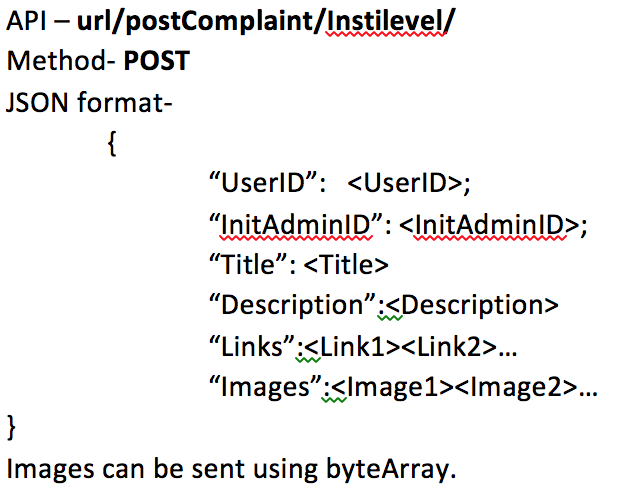 API – url/postComplaint/Instilevel/
Method- POST
JSON format-
{
“UserID”: <UserID>;
“InitAdminID”: <InitAdminID>;
“Title”: <Title>
“Description”:<Description>
“Links”:<Link1><Link2>…
“Images”:<Image1><Image2>…
}
Images can be sent using byteArray.